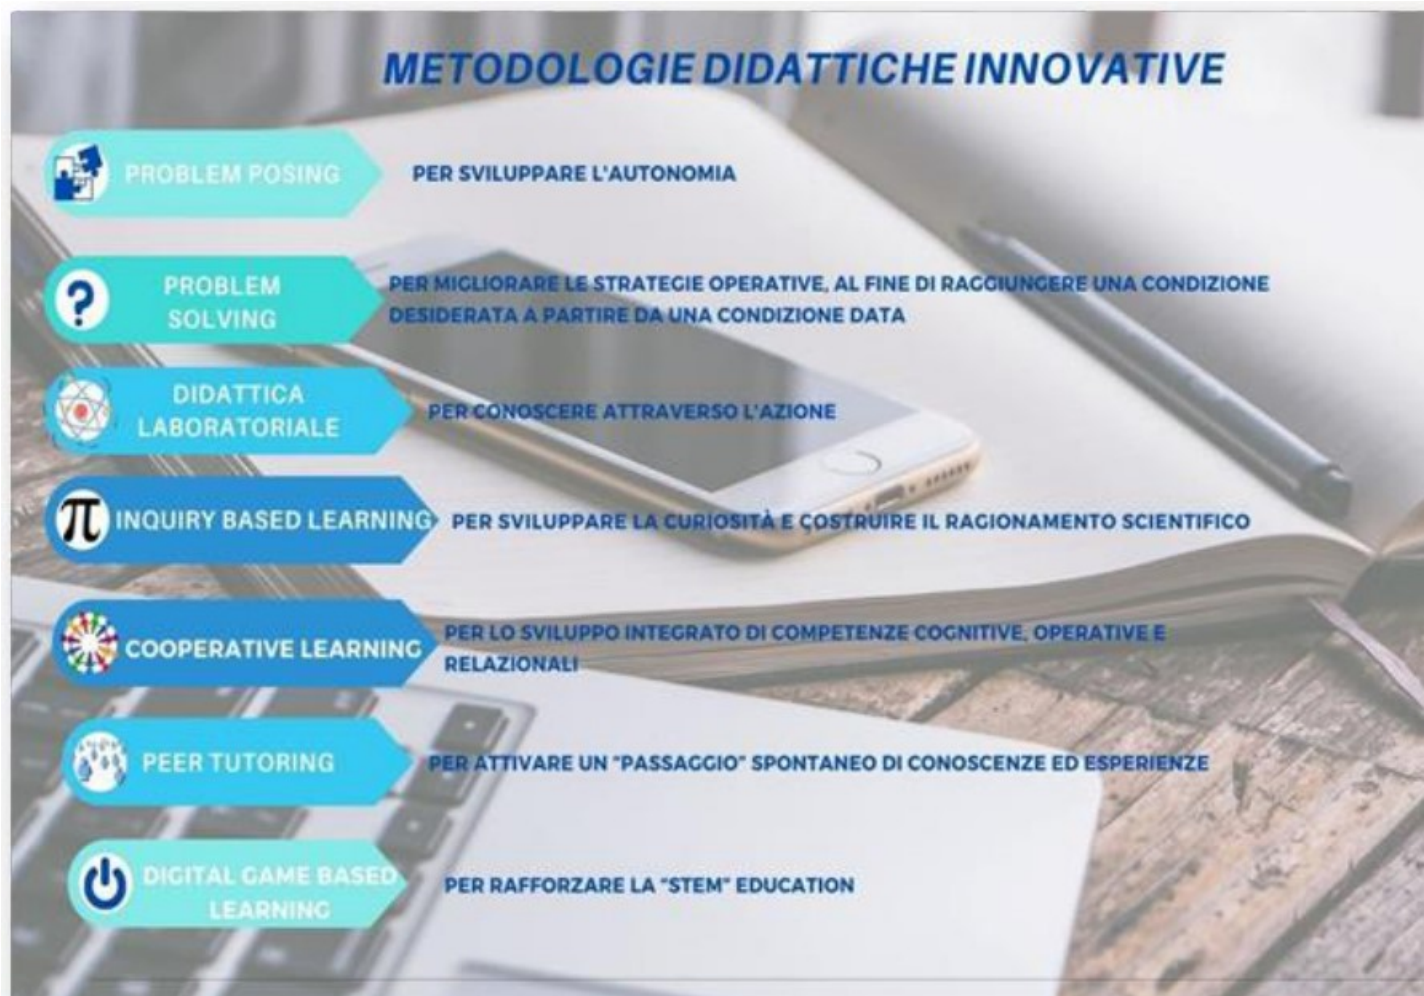 METODOLOGIE DIDATTICHE INNOVATIVE
PROBLEM POSING
PER SVILUPPARE L'AUTONOMIA
PROBLEM
SOLVING
PER MIGLIORARE LE STRATEGIE OPERATIVE, AL FINE DI RAGGIUNGERE UNA CONDIZIONE
DESIDERATA A PARTIRE DA UNA CONDIZIONE DATA
DIDATTICA
LABORATORIALE
PER CONOSCERE ATTRAVERSO L'AZIONE
π
INQUIRY BASED LEARNING
PER SVILUPPARE LA CURIOSITÀ E COSTRUIRE IL RAGIONAMENTO SCIENTIFICO
COOPERATIVE LEARNING
PER LO SVILUPPO INTEGRATO DI COMPETENZE COGNITIVE, OPERATIVE E
RELAZIONALI
PEER TUTORING
PER ATTIVARE UN "PASSAGGIO" SPONTANEO DI CONOSCENZE ED ESPERIENZE
DIGITAL GAME BASED
LEARNING
PER RAFFORZARE LA "STEM" EDUCATION